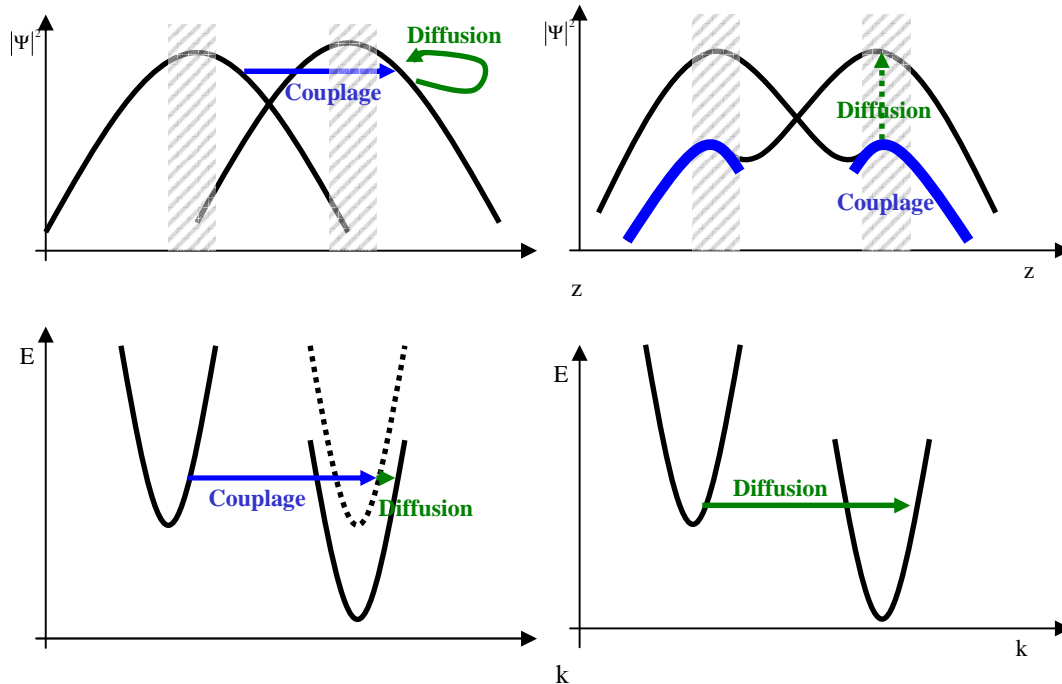 |Ψ|²
Diffusion
Couplage
z
|Ψ|²
Diffusion
Couplage
z
E
Couplage
Diffusion
k
E
Diffusion
k